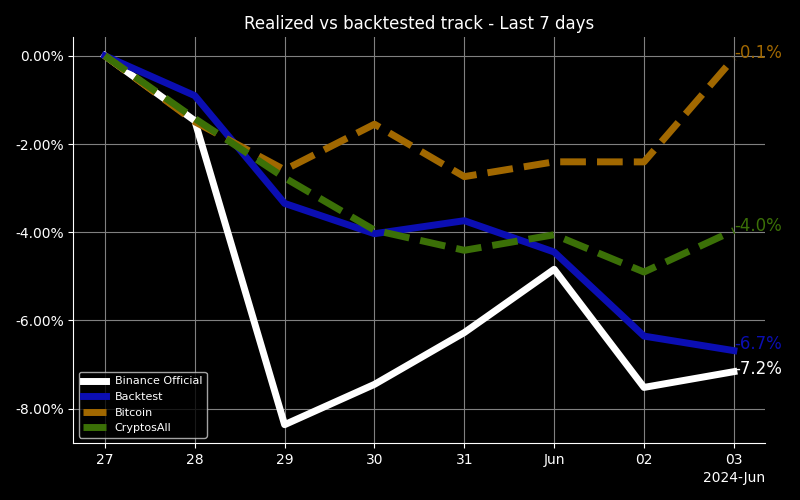 Realized vs backtested track - Last 7 days
0.00%
-2.00%
-4.00%
-6.00%
-8.00%
-0.1%
-4.0%
-6.7%
-7.2%
Binance Official
Backtest
Bitcoin
CryptosAll
27 28 29 30 31 Jun 02 03
2024-Jun